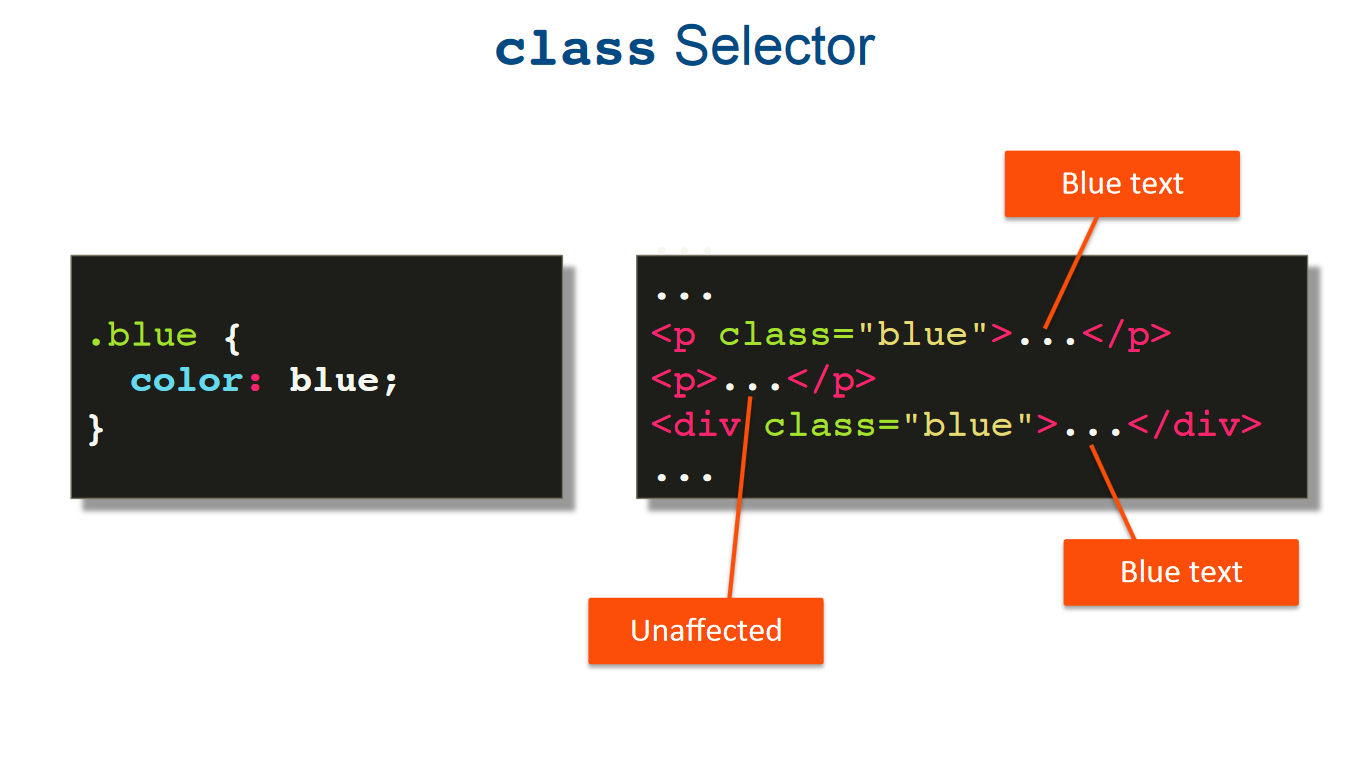 class Selector
Blue text
...
.blue {
color: blue;
}
...
<p class="blue">...</p>
<p>...</p>
<div class="blue">...</div>
...
Blue text
Unaffected